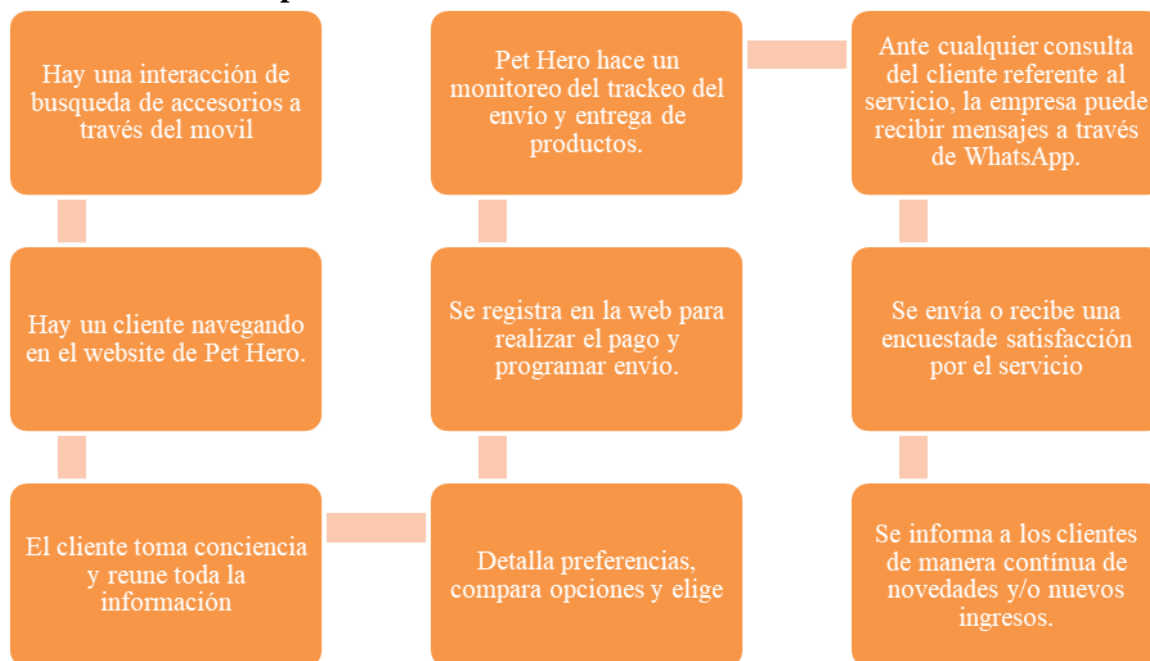 Hay una interacción de
busqueda de accesorios a
través del movil
Hay un cliente navegando
en el website de Pet Hero.
El cliente toma conciencia
y reune toda la
información
Detalla preferencias,
compara opciones y elige
Se registra en la web para
realizar el pago y
programar envío.
Pet Hero hace un
monitoreo del trackeo del
envío y entrega de
productos.
Ante cualquier consulta
del cliente referente al
servicio, la empresa puede
recibir mensajes a través
de WhatsApp.
Se envía o recibe una
encuestade satisfacción
por el servicio
Se informa a los clientes
de manera contínua de
novedades y/o nuevos
ingresos.